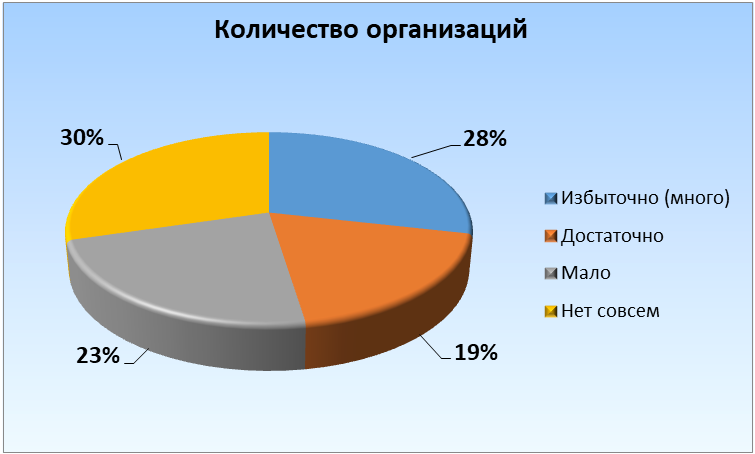 Количество организаций
30%
28%
23%
19%
Избыточно (много)
Достаточно
Мало
Нет совсем